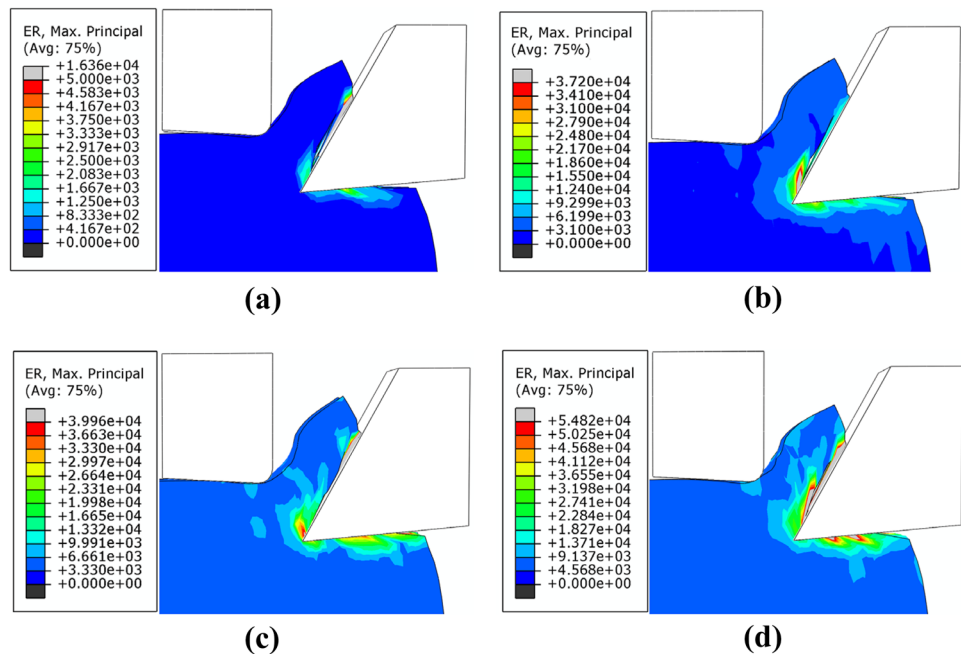 ER, Max. Principal
(Avg: 75%)
+1.636e+04
+5.000e+03
+4.583e+03
+4.167e+03
+3.750e+03
+3.333e+03
+2.917e+03
+2.500e+03
+2.083e+03
+1.667e+03
+1.250e+03
+8.333e+02
+4.167e+02
+0.000e+00
(a)
ER, Max. Principal
(Avg: 75%)
+3.720e+04
+3.410e+04
+3.100e+04
+2.790e+04
+2.480e+04
+2.170e+04
+1.860e+04
+1.550e+04
+1.240e+04
+9.299e+03
+6.199e+03
+3.100e+03
+0.000e+00
(b)
ER, Max. Principal
(Avg: 75%)
+3.996e+04
+3.663e+04
+3.330e+04
+2.997e+04
+2.664e+04
+2.331e+04
+1.998e+04
+1.665e+04
+1.332e+04
+9.991e+03
+6.661e+03
+3.330e+03
+0.000e+00
(c)
ER, Max. Principal
(Avg: 75%)
+5.482e+04
+5.025e+04
+4.568e+04
+4.112e+04
+3.655e+04
+3.198e+04
+2.741e+04
+2.284e+04
+1.827e+04
+1.371e+04
+9.137e+03
+4.568e+03
+0.000e+00
(d)